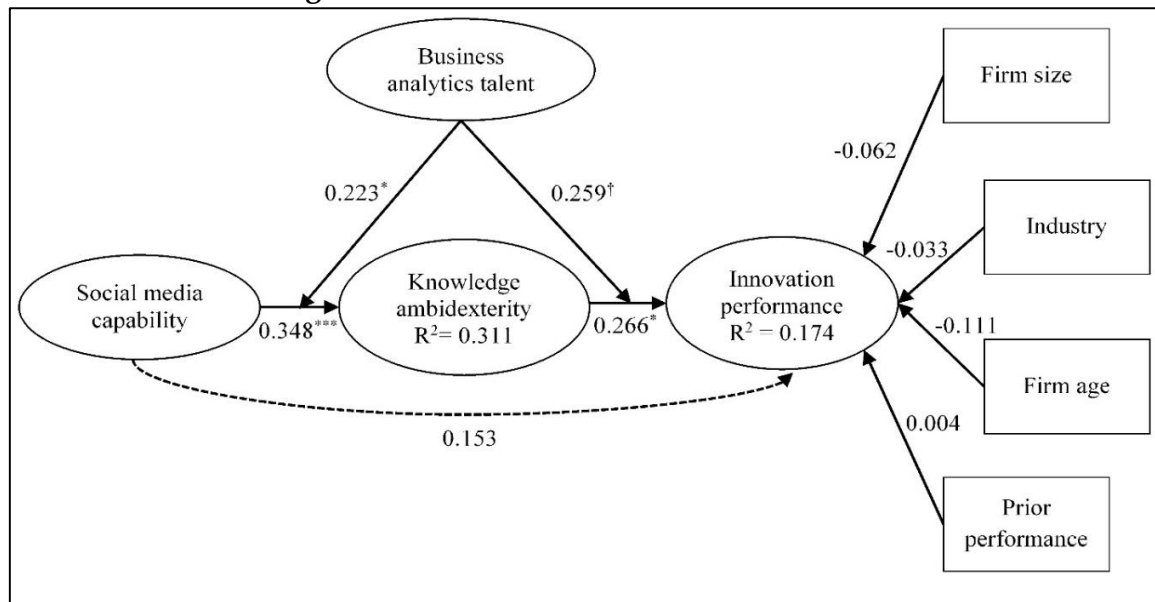 Business
analytics talent
Firm size
-0.062
0.223*
0.259†
Industry
-0.033
Social media
capability
Knowledge
ambidexterity
R²= 0.311
Innovation
performance
R² = 0.174
0.348***
0.266*
-0.111
Firm age
0.153
0.004
Prior
performance